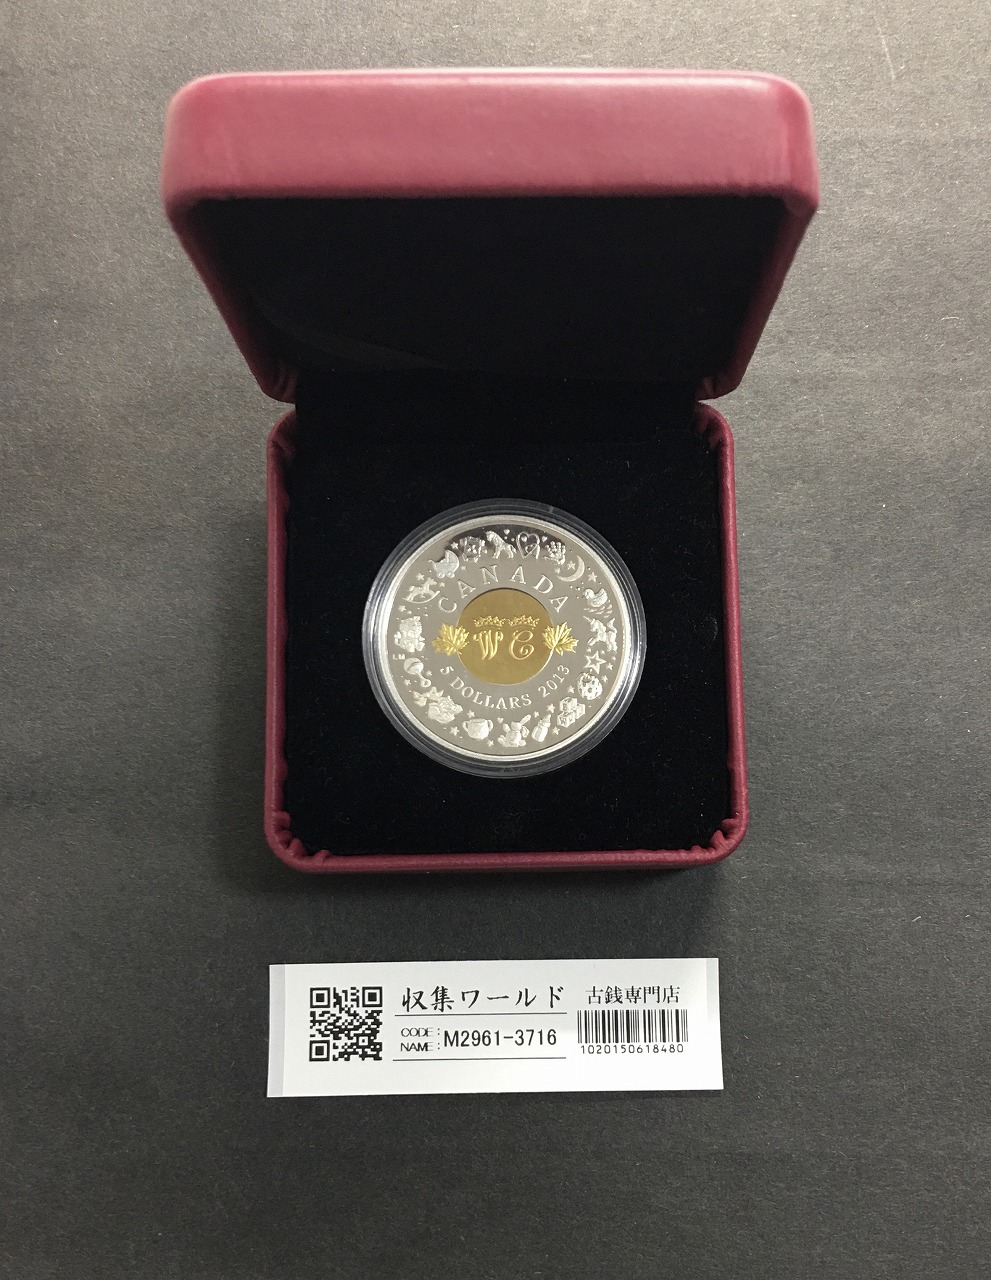 CANADA
W C
5 DOLLARS 2013
LM
収集ワールド
古銭専門店
CODE:
NAME:
M2961-3716
1020150618480